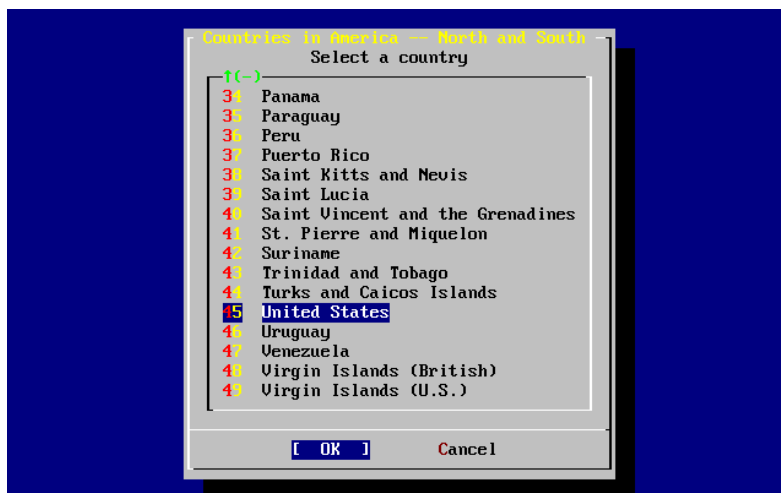 Countries in America -- North and South
Select a country
↑(-)
34 Panama
35 Paraguay
36 Peru
37 Puerto Rico
38 Saint Kitts and Nevis
39 Saint Lucia
40 Saint Vincent and the Grenadines
41 St. Pierre and Miquelon
42 Suriname
43 Trinidad and Tobago
44 Turks and Caicos Islands
45 United States
46 Uruguay
47 Venezuela
48 Virgin Islands (British)
49 Virgin Islands (U.S.)
[ OK ] Cancel